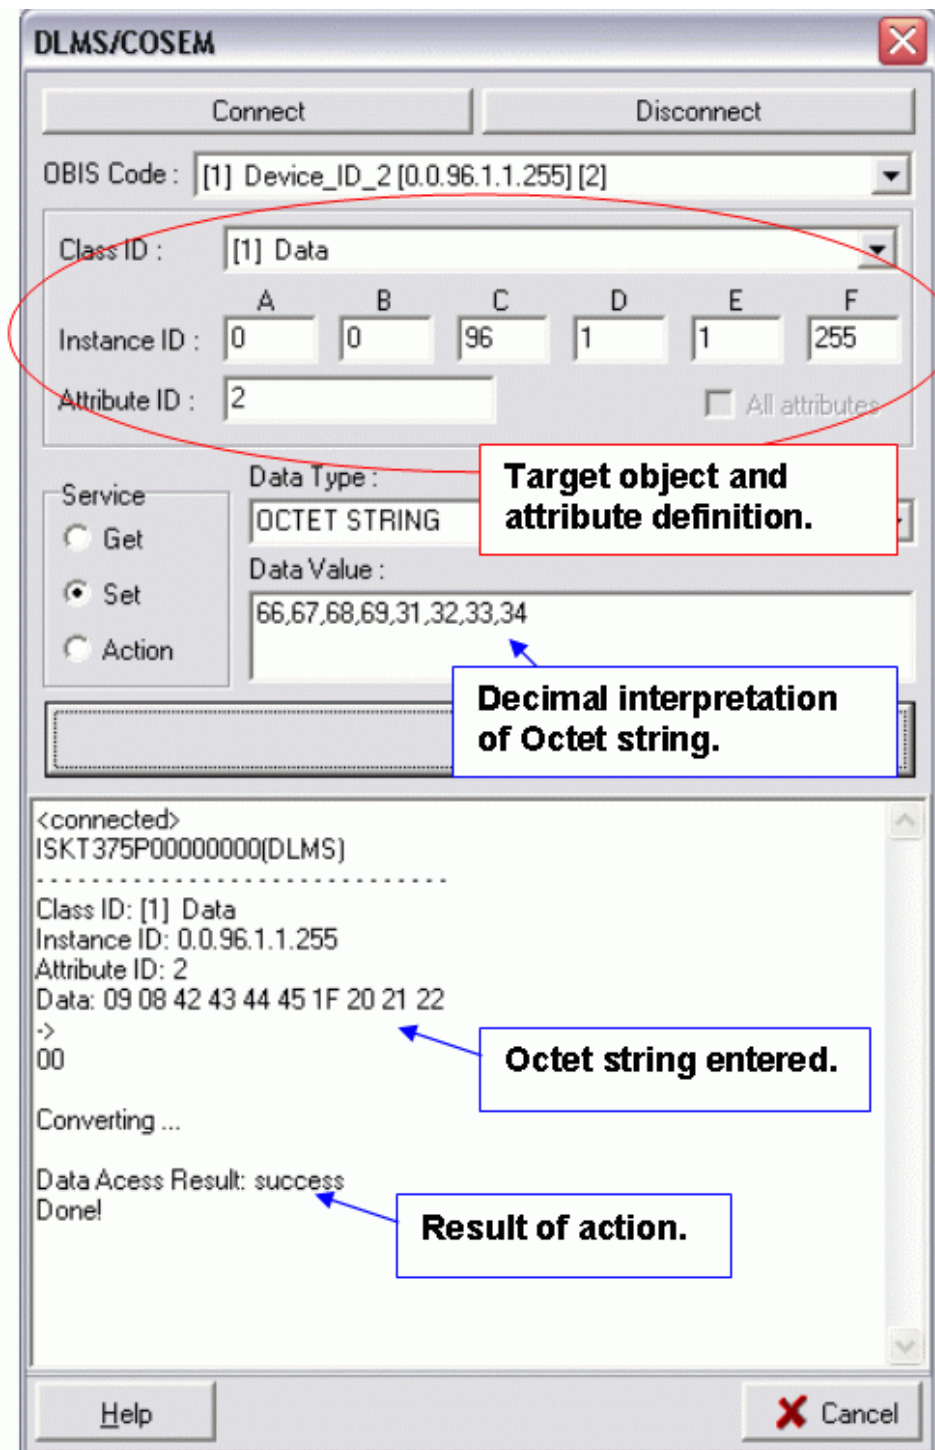 DLMS/COSEM
Connect Disconnect
OBIS Code : [1] Device_ID_2 [0.0.96.1.1.255] [2]
Class ID : [1] Data
A B C D E F
Instance ID : 0 0 96 1 1 255
Attribute ID : 2 All attributes
Target object and
attribute definition.
Service
Get
Set
Action
Data Type :
OCTET STRING
Data Value :
66,67,68,69,31,32,33,34
Decimal interpretation
of Octet string.
<connected>
ISKT375P00000000(DLMS)
- - - - - - - - - - - - - - - - - - - - - - - - - - - - - - -
Class ID: [1] Data
Instance ID: 0.0.96.1.1.255
Attribute ID: 2
Data: 09 08 42 43 44 45 1F 20 21 22
->
00
Octet string entered.
Converting ...
Data Acess Result: success
Done!
Result of action.
Help Cancel